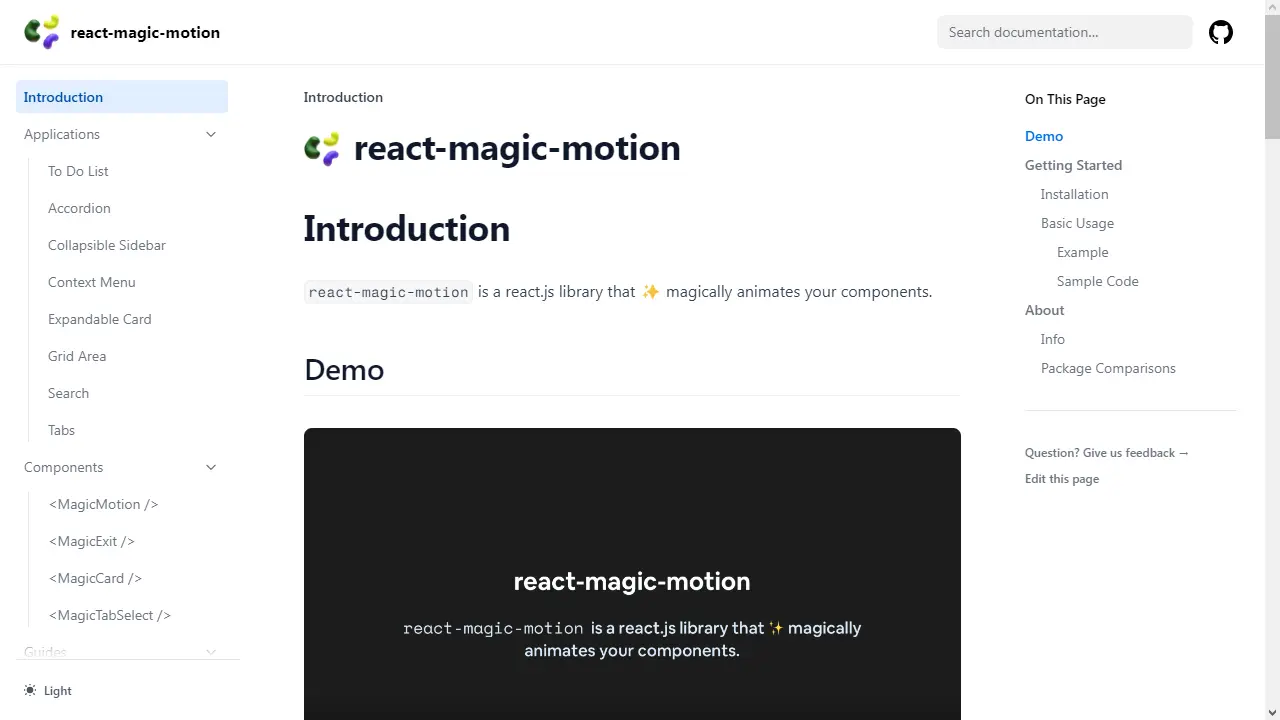 react-magic-motion
Search documentation…
Introduction
Applications
To Do List
Accordion
Collapsible Sidebar
Context Menu
Expandable Card
Grid Area
Search
Tabs
Components
<MagicMotion />
<MagicExit />
<MagicCard />
<MagicTabSelect />
Guides
Light
Introduction
react-magic-motion
Introduction
react-magic-motion is a react.js library that ✨ magically animates your components.
Demo
react-magic-motion
react-magic-motion is a react.js library that ✨ magically
animates your components.
On This Page
Demo
Getting Started
Installation
Basic Usage
Example
Sample Code
About
Info
Package Comparisons
Question? Give us feedback →
Edit this page